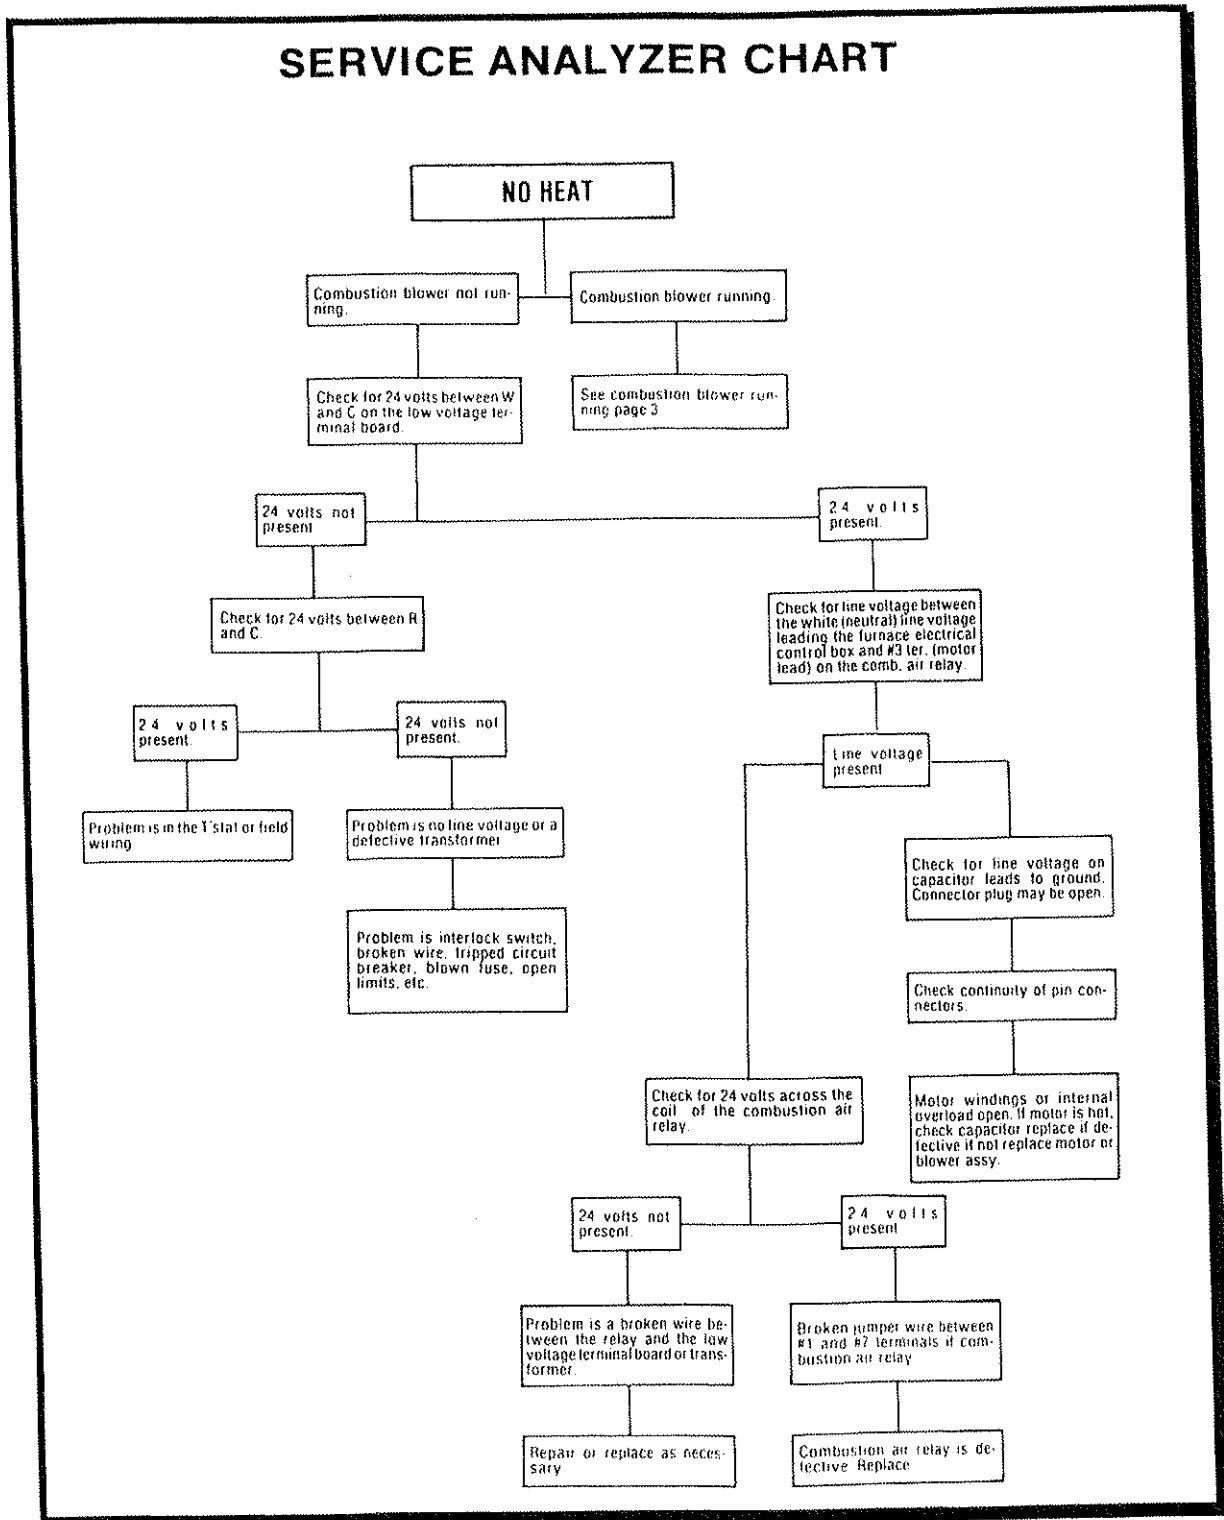 SERVICE ANALYZER CHART
NO HEAT
Combustion blower not run-
ning.
Combustion blower running.
Check for 24 volts between W
and C on the low voltage ter-
minal board.
See combustion blower run-
ning page 3
24 volts not
present
24 volts
present.
Check for 24 volts between R
and C.
Check for line voltage between
the white (neutral) line voltage
leading the furnace electrical
control box and #3 ter. (motor
lead) on the comb. air relay.
24 volts
present.
24 volts not
present.
Line voltage
present
Problem is in the T'stat or field
wiring
Problem is no line voltage or a
defective transformer
Check for line voltage on
capacitor leads to ground.
Connector plug may be open.
Problem is interlock switch,
broken wire, tripped circuit
breaker, blown fuse, open
limits, etc.
Check continuity of pin con-
nectors.
Check for 24 volts across the
coil of the combustion air
relay.
Motor windings or internal
overload open. If motor is hot,
check capacitor replace if de-
fective if not replace motor or
blower assy.
24 volts not
present.
24 volts
present
Problem is a broken wire be-
tween the relay and the low
voltage terminal board or trans-
former.
Broken jumper wire between
#1 and terminals if com-
bustion air relay
Repair or replace as neces-
sary
Combustion air relay is de-
fective Replace